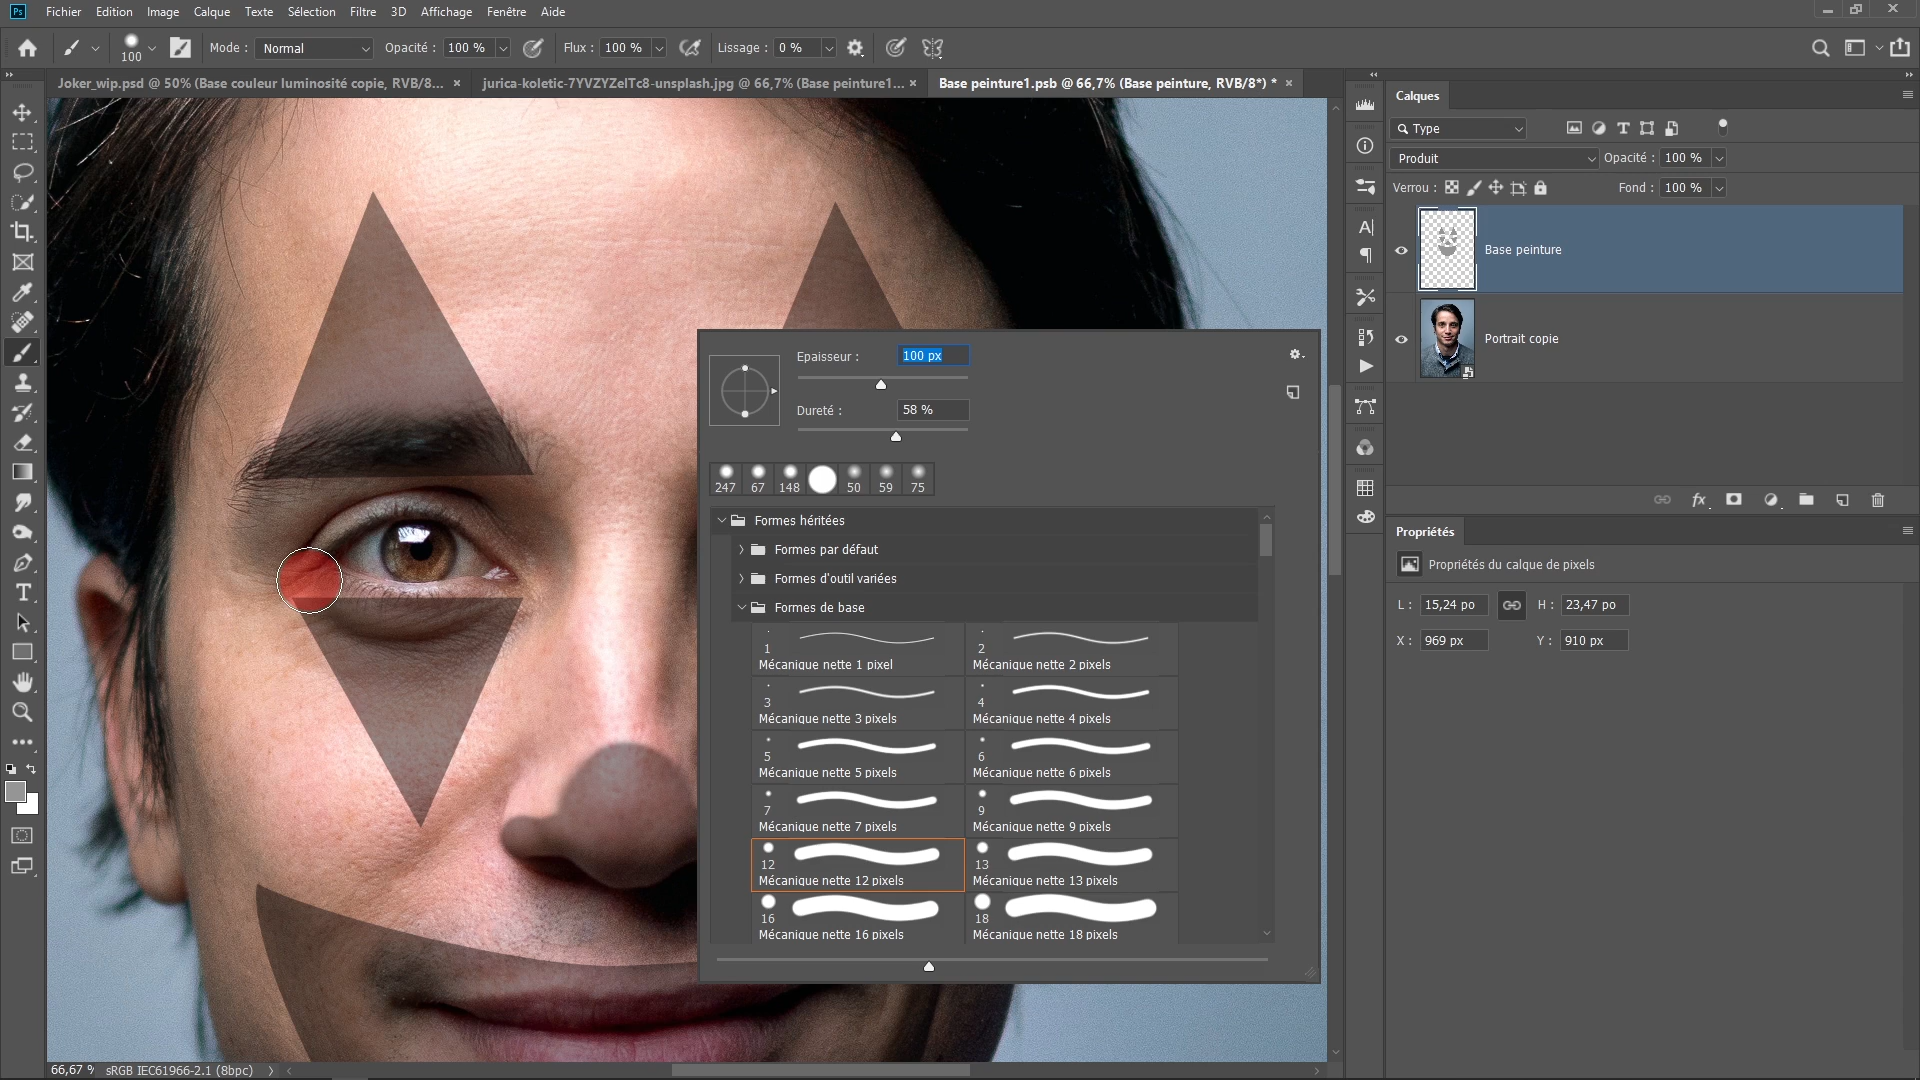 Ps Fichier Edition Image Calque Texte Sélection Filtre 3D Affichage Fenêtre Aide
100 Mode : Normal Opacité : 100 % Flux : 100 % Lissage : 0 %
Joker_wip.psd @ 50% (Base couleur luminosité copie, RVB/8... × jurica-koletic-7YVZYZeITc8-unsplash.jpg @ 66,7% (Base peinture1... × Base peinture1.psb @ 66,7% (Base peinture, RVB/8*) * ×
Calques
Type
Produit Opacité : 100 %
Verrou : Fond : 100 %
Base peinture
Portrait copie
fx
Propriétés
Propriétés du calque de pixels
L : 15,24 po H : 23,47 po
X : 969 px Y : 910 px
Epaisseur : 100 px
Dureté : 58 %
247 67 148 50 59 75
Formes héritées
Formes par défaut
Formes d'outil variées
Formes de base
1 2
Mécanique nette 1 pixel Mécanique nette 2 pixels
3 4
Mécanique nette 3 pixels Mécanique nette 4 pixels
5 6
Mécanique nette 5 pixels Mécanique nette 6 pixels
7 9
Mécanique nette 7 pixels Mécanique nette 9 pixels
12 13
Mécanique nette 12 pixels Mécanique nette 13 pixels
16 18
Mécanique nette 16 pixels Mécanique nette 18 pixels
66,67 % sRGB IEC61966-2.1 (8bpc)